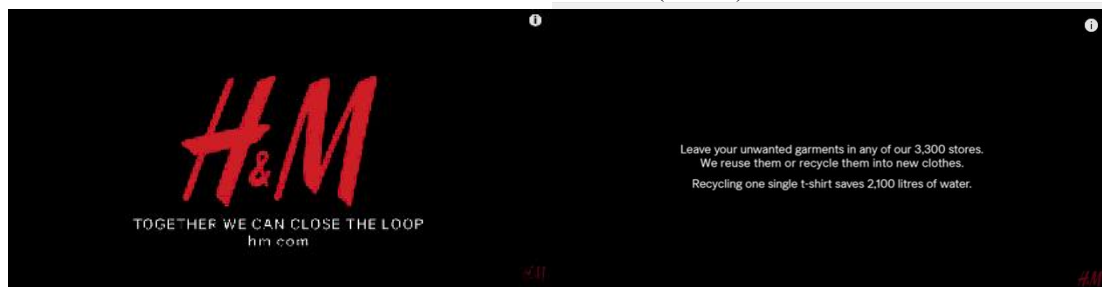 H&M
TOGETHER WE CAN CLOSE THE LOOP
hm.com
Leave your unwanted garments in any of our 3,300 stores.
We reuse them or recycle them into new clothes.
Recycling one single t-shirt saves 2,100 litres of water.
H&M